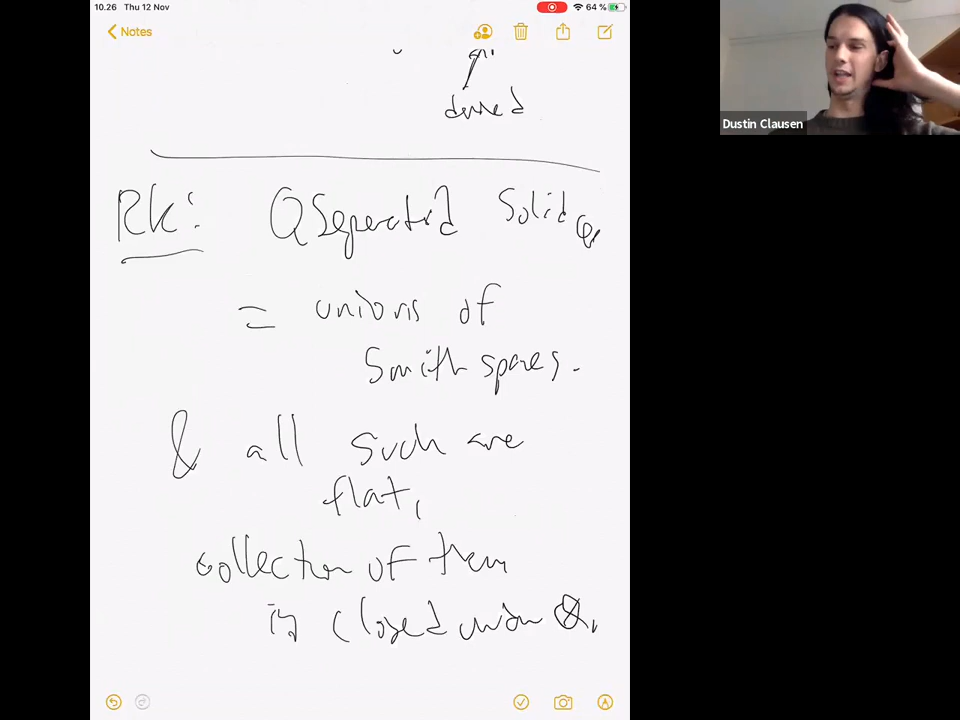 10.26 Thu 12 Nov
64 %
Notes
Dustin Clausen
derived
RK: QSeparated Solid
= unions of
Smith spaces.
& all such are
flat,
collection of them
is closed under ⊗.